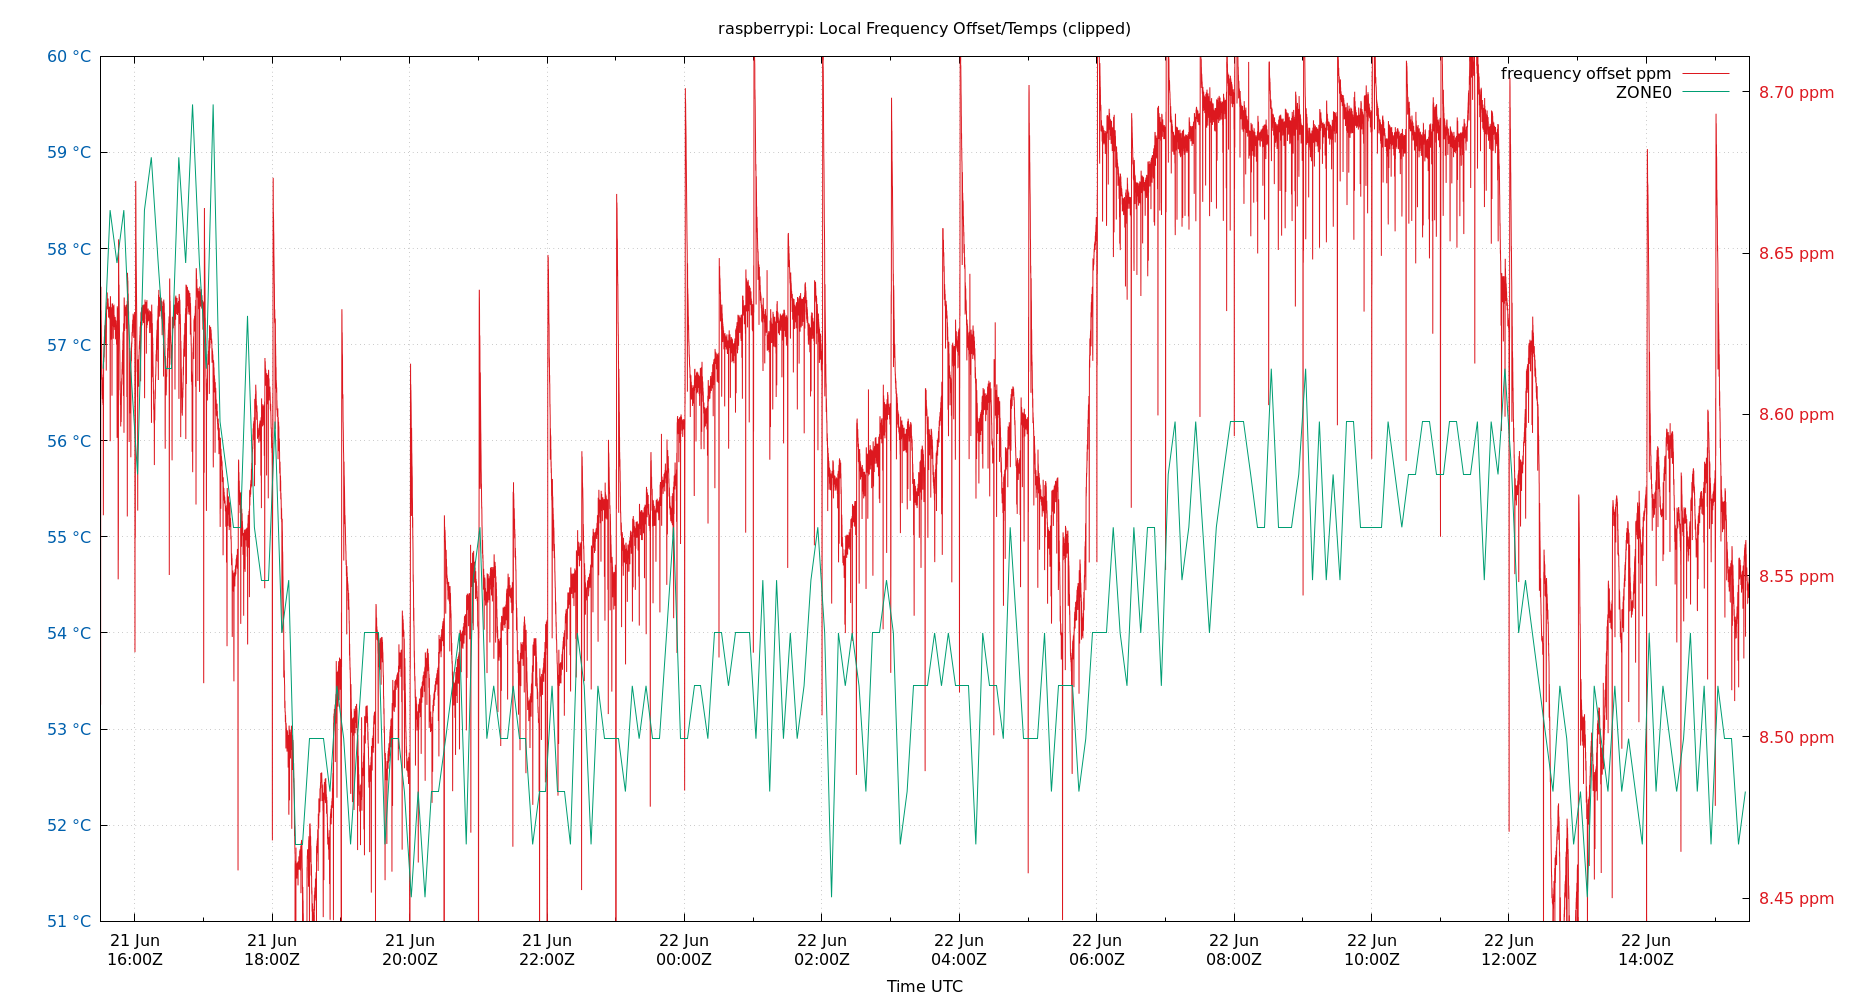 raspberrypi: Local Frequency Offset/Temps (clipped)
60 °C
59 °C
58 °C
57 °C
56 °C
55 °C
54 °C
53 °C
52 °C
51 °C
frequency offset ppm
ZONE0
8.70 ppm
8.65 ppm
8.60 ppm
8.55 ppm
8.50 ppm
8.45 ppm
21 Jun
16:00Z
21 Jun
18:00Z
21 Jun
20:00Z
21 Jun
22:00Z
22 Jun
00:00Z
22 Jun
02:00Z
22 Jun
04:00Z
22 Jun
06:00Z
22 Jun
08:00Z
22 Jun
10:00Z
22 Jun
12:00Z
22 Jun
14:00Z
Time UTC